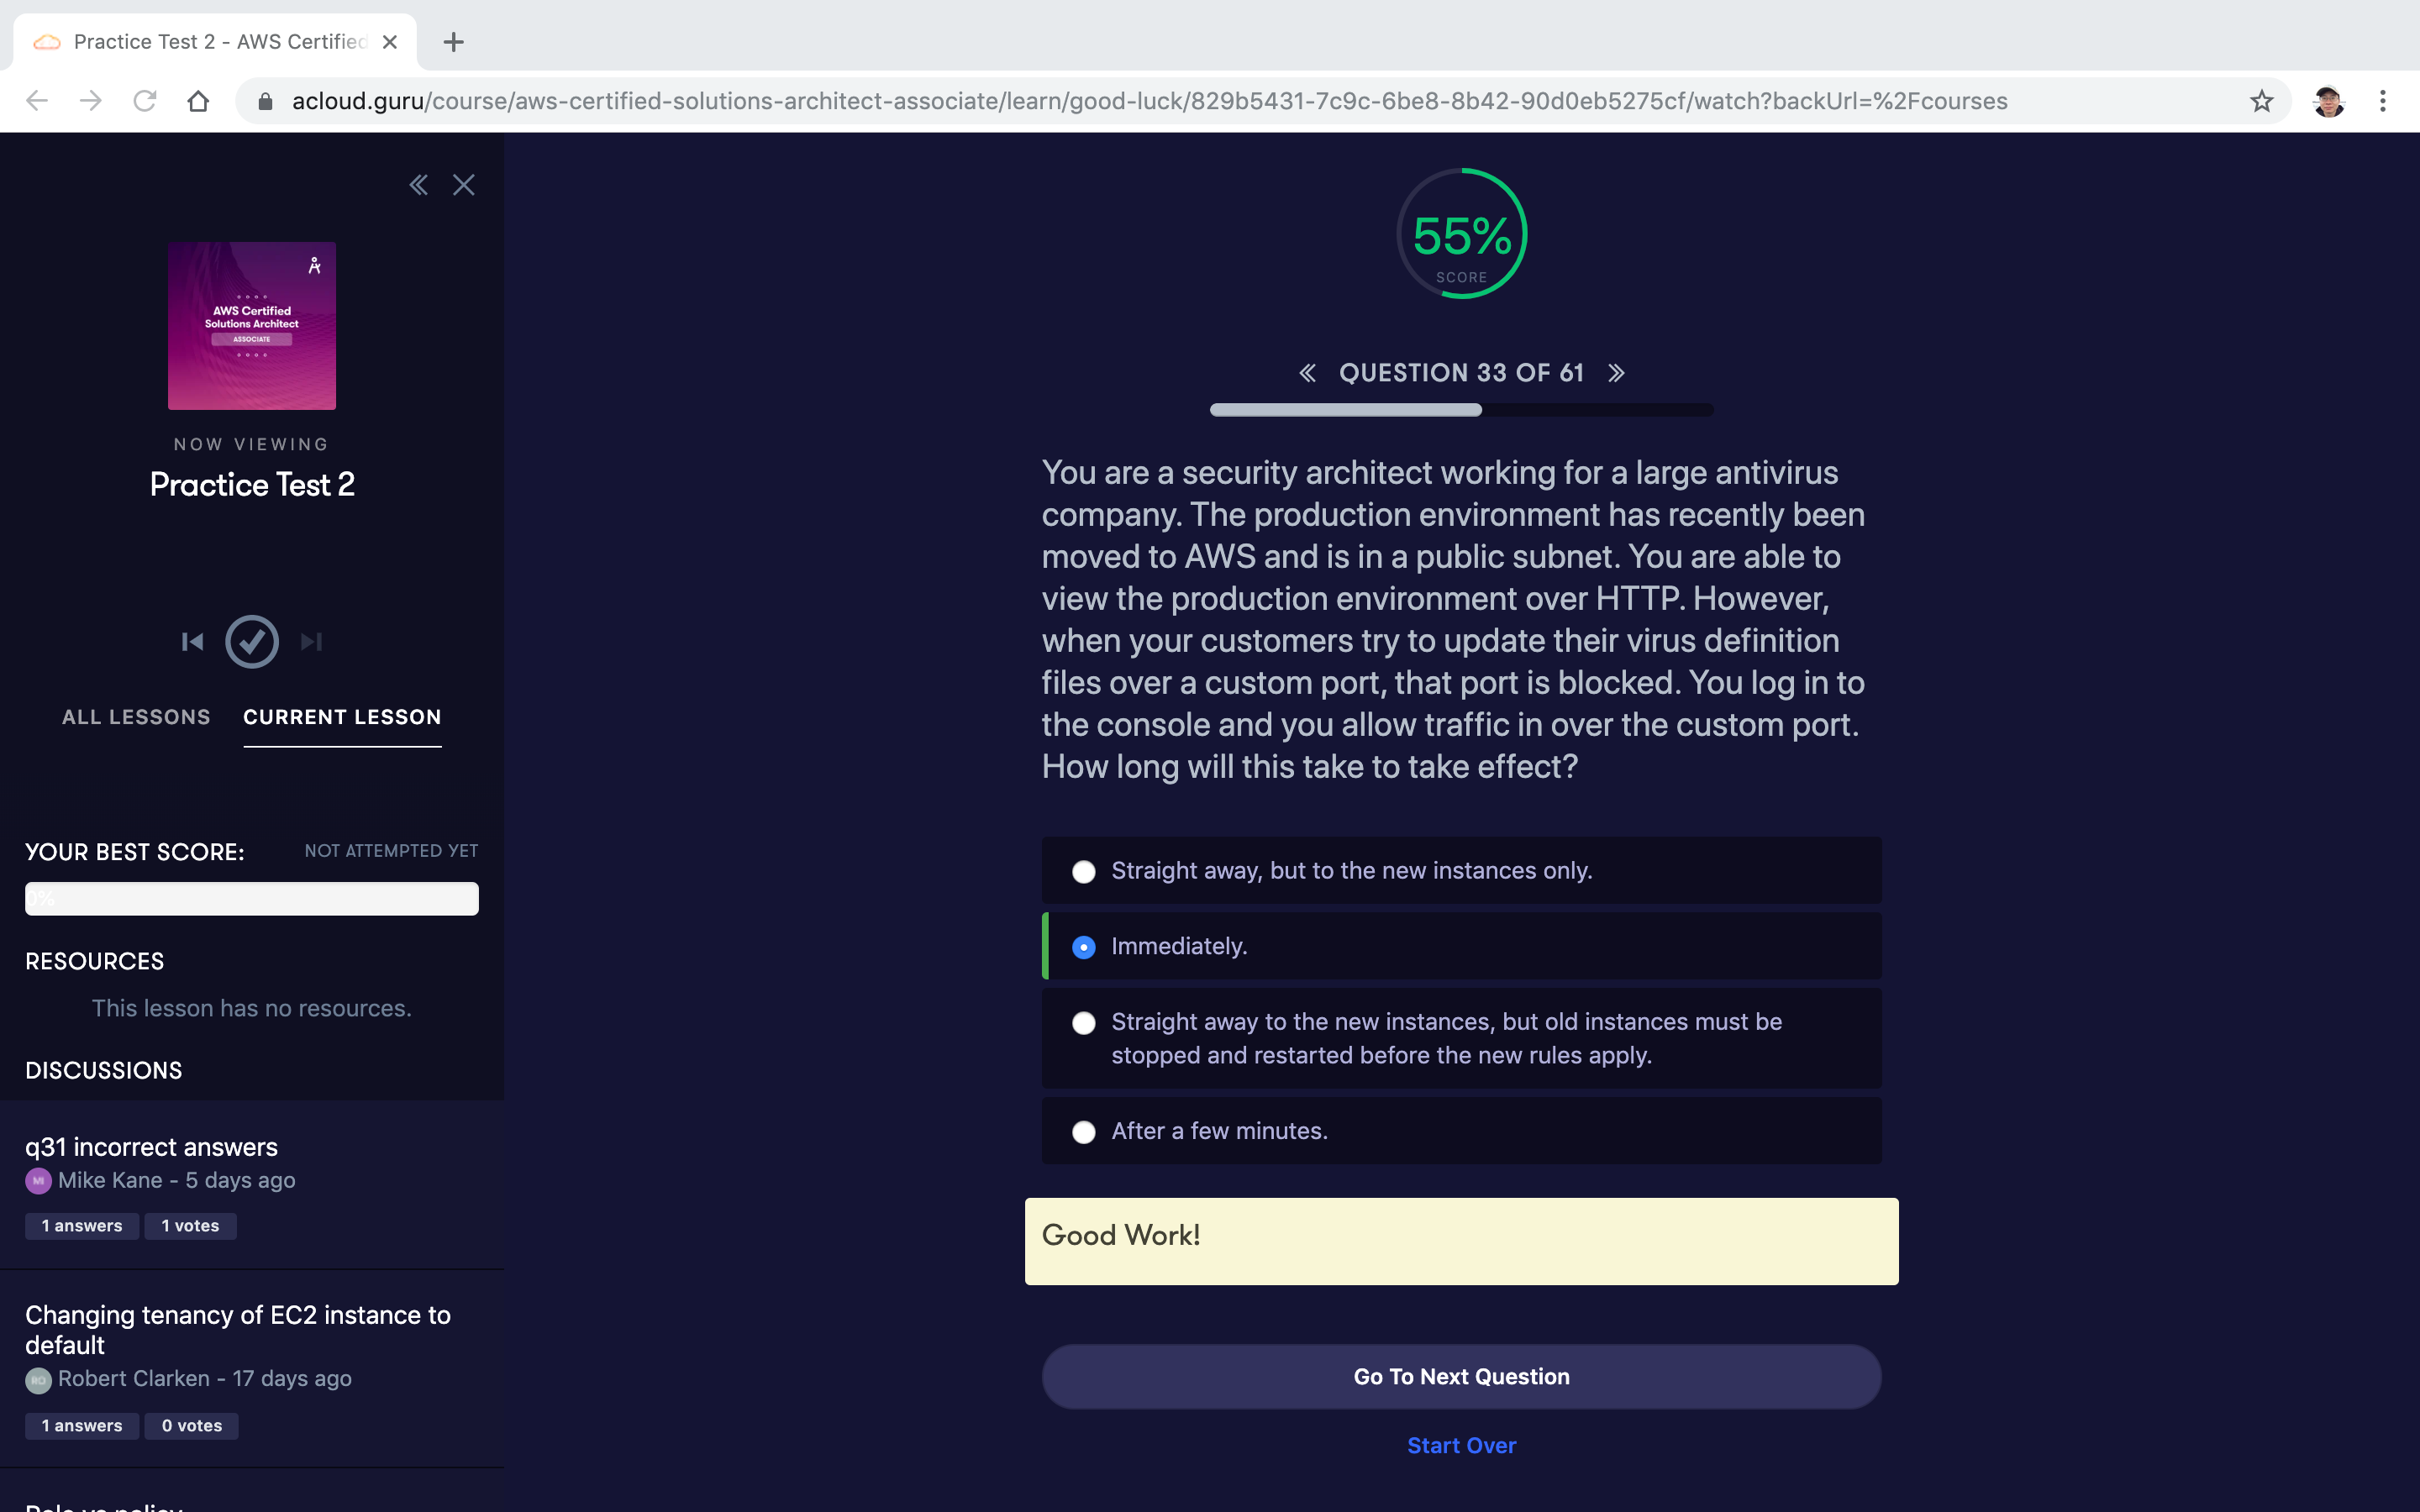 Practice Test 2 - AWS Certified
acloud.guru/course/aws-certified-solutions-architect-associate/learn/good-luck/829b5431-7c9c-6be8-8b42-90d0eb5275cf/watch?backUrl=%2Fcourses
AWS Certified
Solutions Architect
ASSOCIATE
NOW VIEWING
Practice Test 2
ALL LESSONS
CURRENT LESSON
YOUR BEST SCORE:
NOT ATTEMPTED YET
0%
RESOURCES
This lesson has no resources.
DISCUSSIONS
q31 incorrect answers
MI
Mike Kane - 5 days ago
1 answers
1 votes
Changing tenancy of EC2 instance to
default
RO
Robert Clarken - 17 days ago
1 answers
0 votes
55%
SCORE
QUESTION 33 OF 61
You are a security architect working for a large antivirus
company. The production environment has recently been
moved to AWS and is in a public subnet. You are able to
view the production environment over HTTP. However,
when your customers try to update their virus definition
files over a custom port, that port is blocked. You log in to
the console and you allow traffic in over the custom port.
How long will this take to take effect?
Straight away, but to the new instances only.
Immediately.
Straight away to the new instances, but old instances must be
stopped and restarted before the new rules apply.
After a few minutes.
Good Work!
Go To Next Question
Start Over